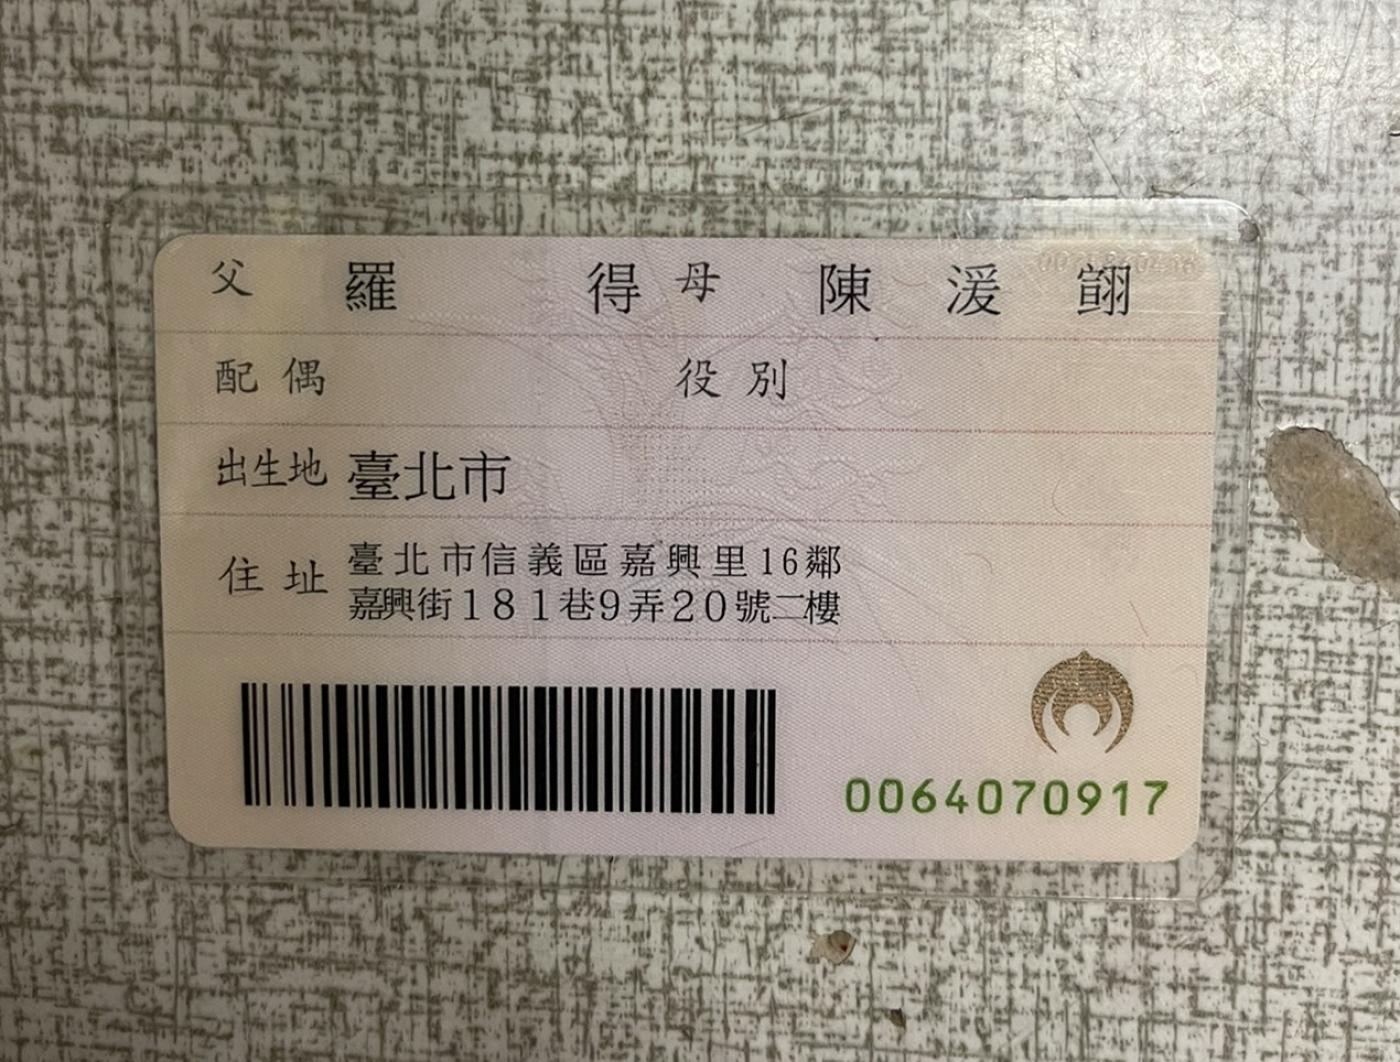 父 羅 得 母 陳 湲 翧
配偶 役別
出生地 臺北市
住址 臺北市信義區嘉興里16鄰
嘉興街181巷9弄20號二樓
0064070917